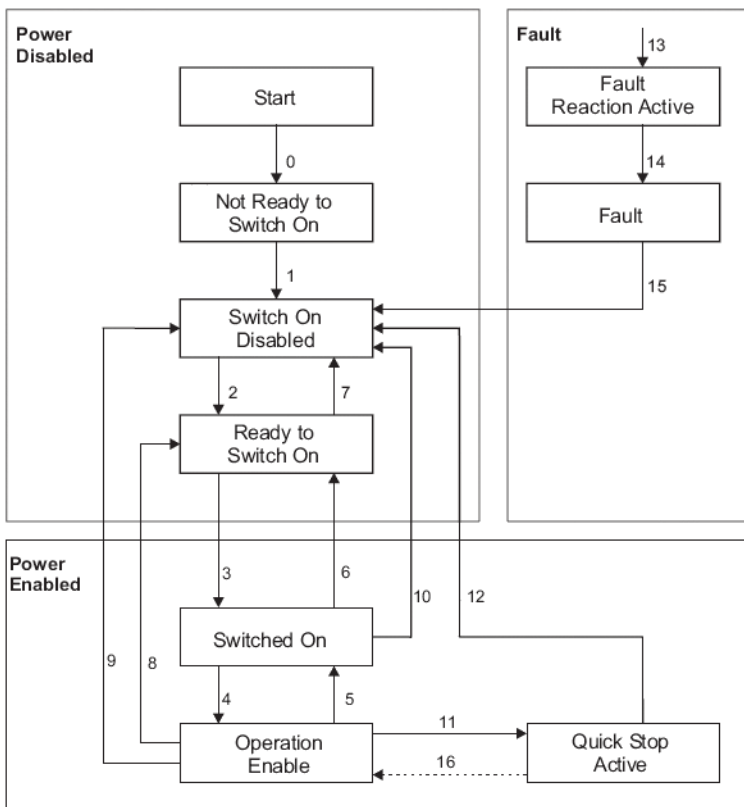 Power
Disabled
Start
0
Not Ready to
Switch On
1
Switch On
Disabled
2
7
Ready to
Switch On
Fault
13
Fault
Reaction Active
14
Fault
15
Power
Enabled
3
6
10
12
Switched On
9
8
4
5
11
Operation
Enable
16
Quick Stop
Active